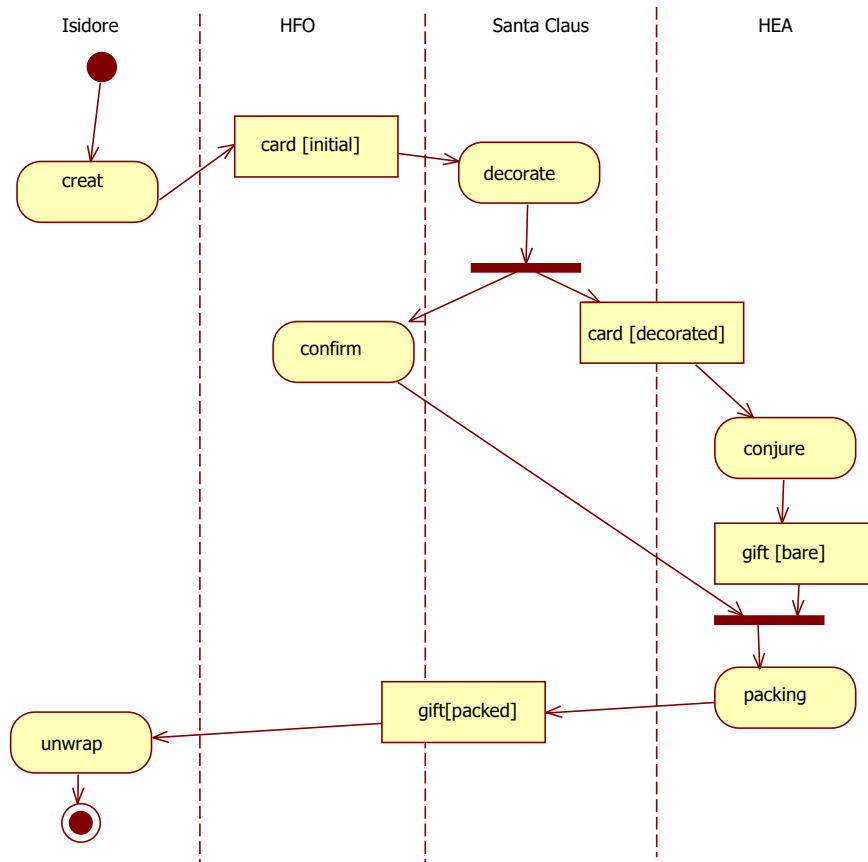 Isidore
HFO
Santa Claus
HEA
card [initial]
creat
decorate
confirm
card [decorated]
conjure
gift [bare]
packing
gift[packed]
unwrap